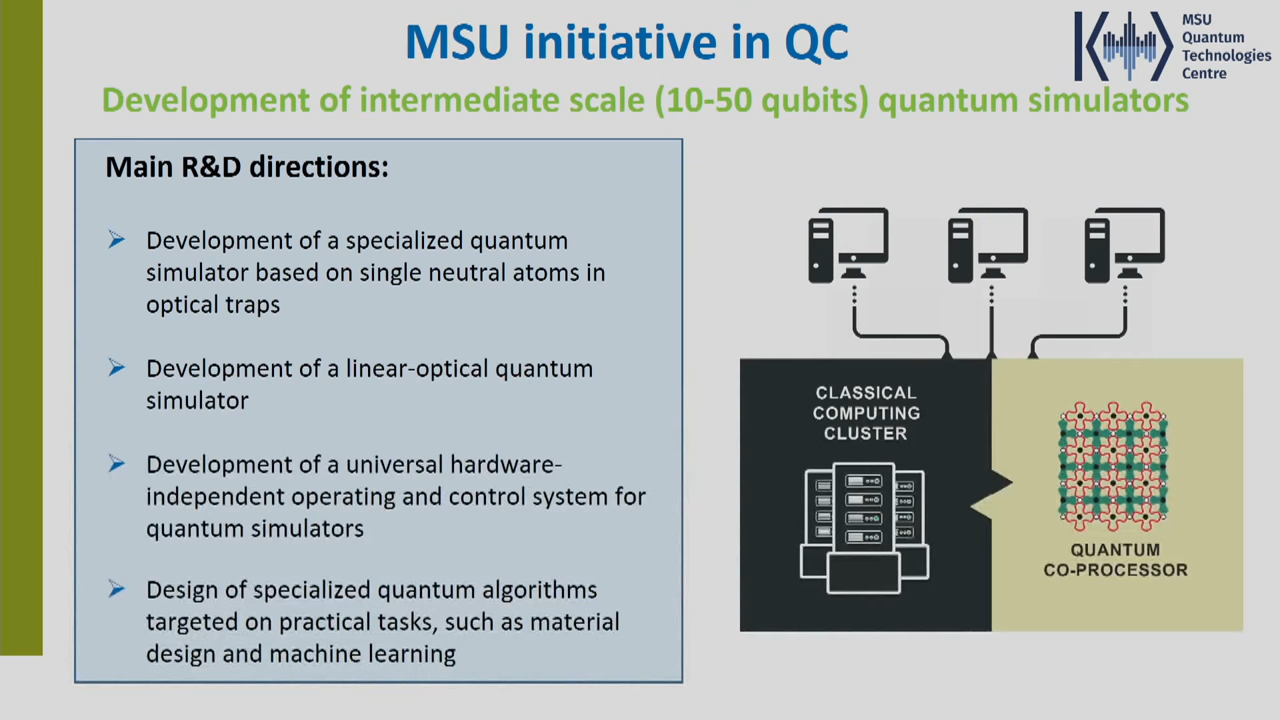 MSU initiative in QC
MSU
Quantum
Technologies
Centre
Development of intermediate scale (10-50 qubits) quantum simulators
Main R&D directions:
Development of a specialized quantum
simulator based on single neutral atoms in
optical traps
Development of a linear-optical quantum
simulator
Development of a universal hardware-
independent operating and control system for
quantum simulators
Design of specialized quantum algorithms
targeted on practical tasks, such as material
design and machine learning
CLASSICAL
COMPUTING
CLUSTER
QUANTUM
CO-PROCESSOR